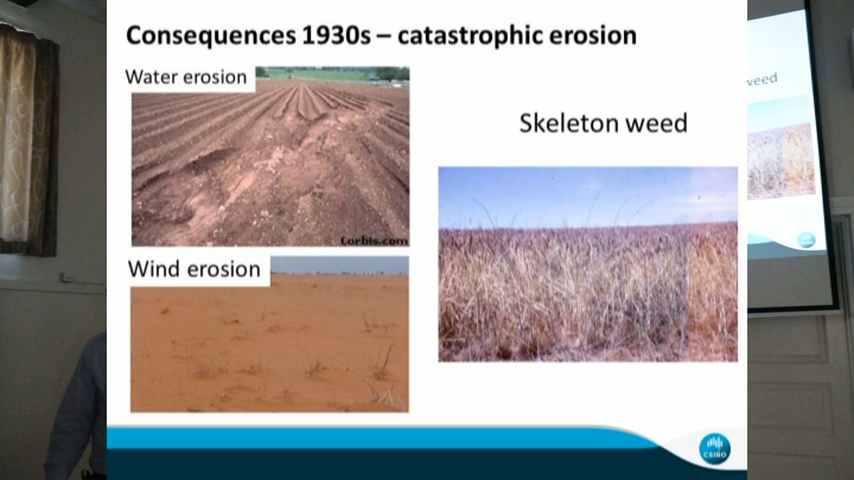 Consequences 1930s – catastrophic erosion
Water erosion
Skeleton weed
Corbis.com
Wind erosion
CSIRO
weed